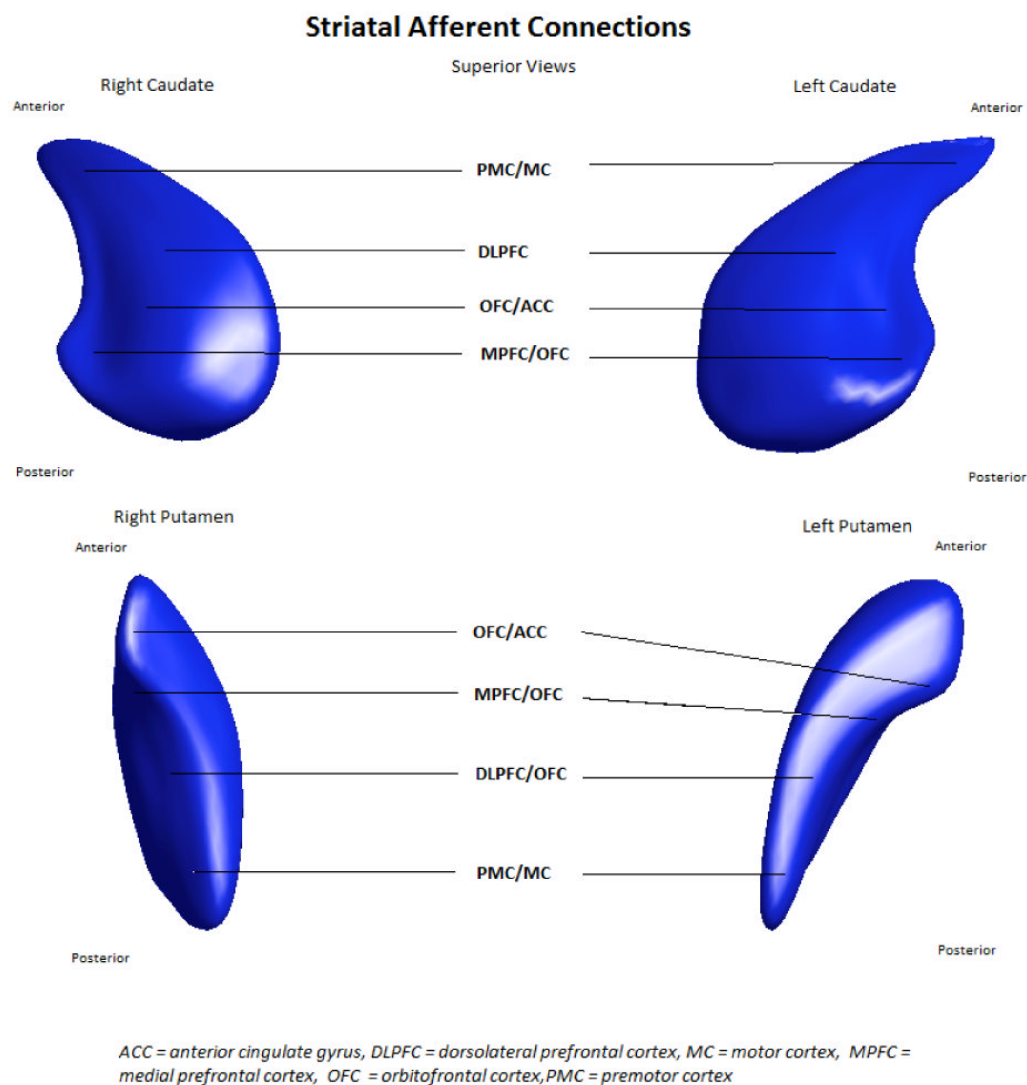 Striatal Afferent Connections
Superior Views
Right Caudate
Left Caudate
Anterior
Anterior
PMC/MC
DLPFC
OFC/ACC
MPFC/OFC
Posterior
Posterior
Right Putamen
Left Putamen
Anterior
Anterior
OFC/ACC
MPFC/OFC
DLPFC/OFC
PMC/MC
Posterior
Posterior
ACC = anterior cingulate gyrus, DLPFC = dorsolateral prefrontal cortex, MC = motor cortex, MPFC =
medial prefrontal cortex, OFC = orbitofrontal cortex,PMC = premotor cortex